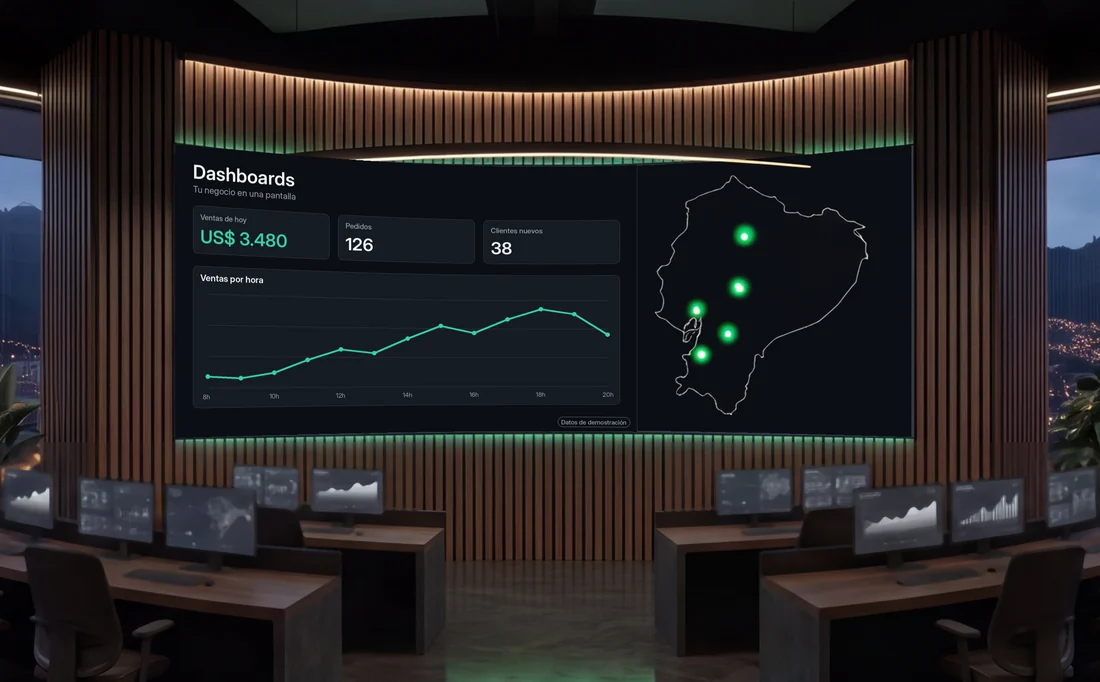 Dashboards
Tu negocio en una pantalla
Ventas de hoy
US$ 3.480
Pedidos
126
Clientes nuevos
38
Ventas por hora
8h 10h 12h 14h 16h 18h 20h
Datos de demostración